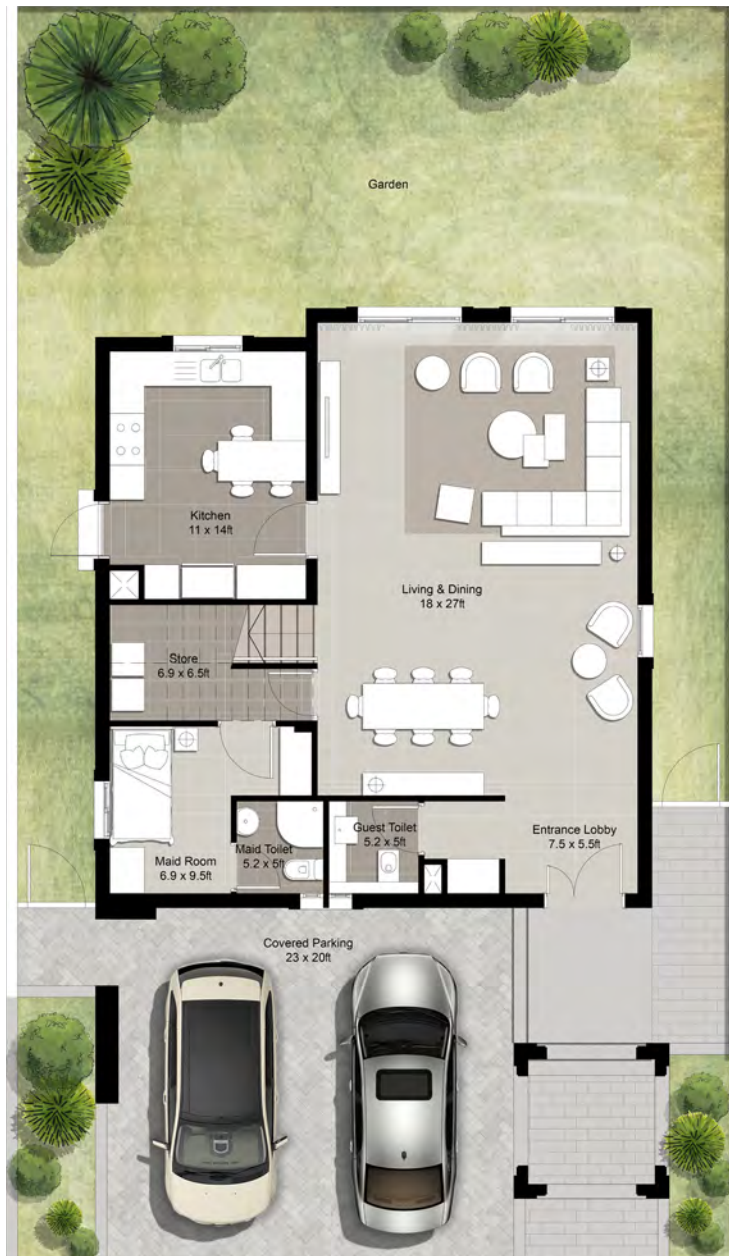 Garden
Kitchen
11 x 14ft
Living & Dining
18 x 27ft
Store
6.9 x 6.5ft
Guest Toilet
5.2 x 5ft
Entrance Lobby
7.5 x 5.5ft
Maid Toilet
5.2 x 5ft
Maid Room
6.9 x 9.5ft
Covered Parking
23 x 20ft